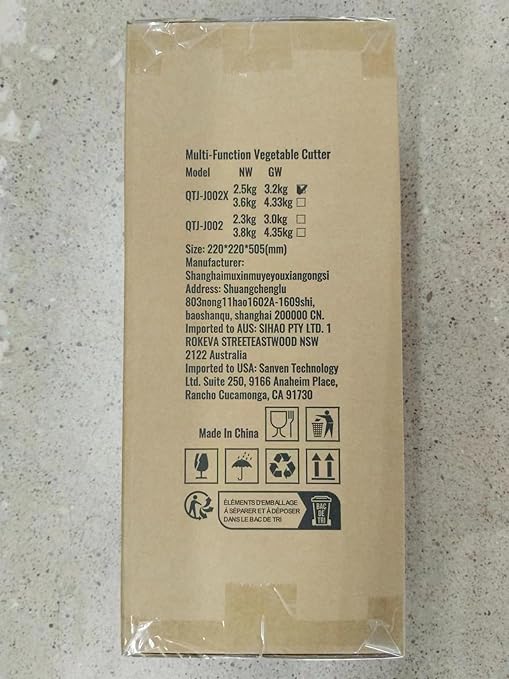 Multi-Function Vegetable Cutter
Model NW GW
QTJ-J002X 2.5kg 3.2kg
3.6kg 4.33kg
QTJ-J002 2.3kg 3.0kg
3.8kg 4.35kg
Size: 220*220*505(mm)
Manufacturer:
Shanghaimuxinmuyeyouxiangongsi
Address: Shuangchenglu
803nong11hao1602A-1609shi,
baoshanqu, shanghai 200000 CN.
Imported to AUS: SIHAO PTY LTD. 1
ROKEVA STREETEASTWOOD NSW
2122 Australia
Imported to USA: Sanven Technology
Ltd. Suite 250, 9166 Anaheim Place,
Rancho Cucamonga, CA 91730
Made In China
ÉLÉMENTS D'EMBALLAGE
À SÉPARER ET À DÉPOSER
DANS LE BAC DE TRI
BAC
DE
TRI